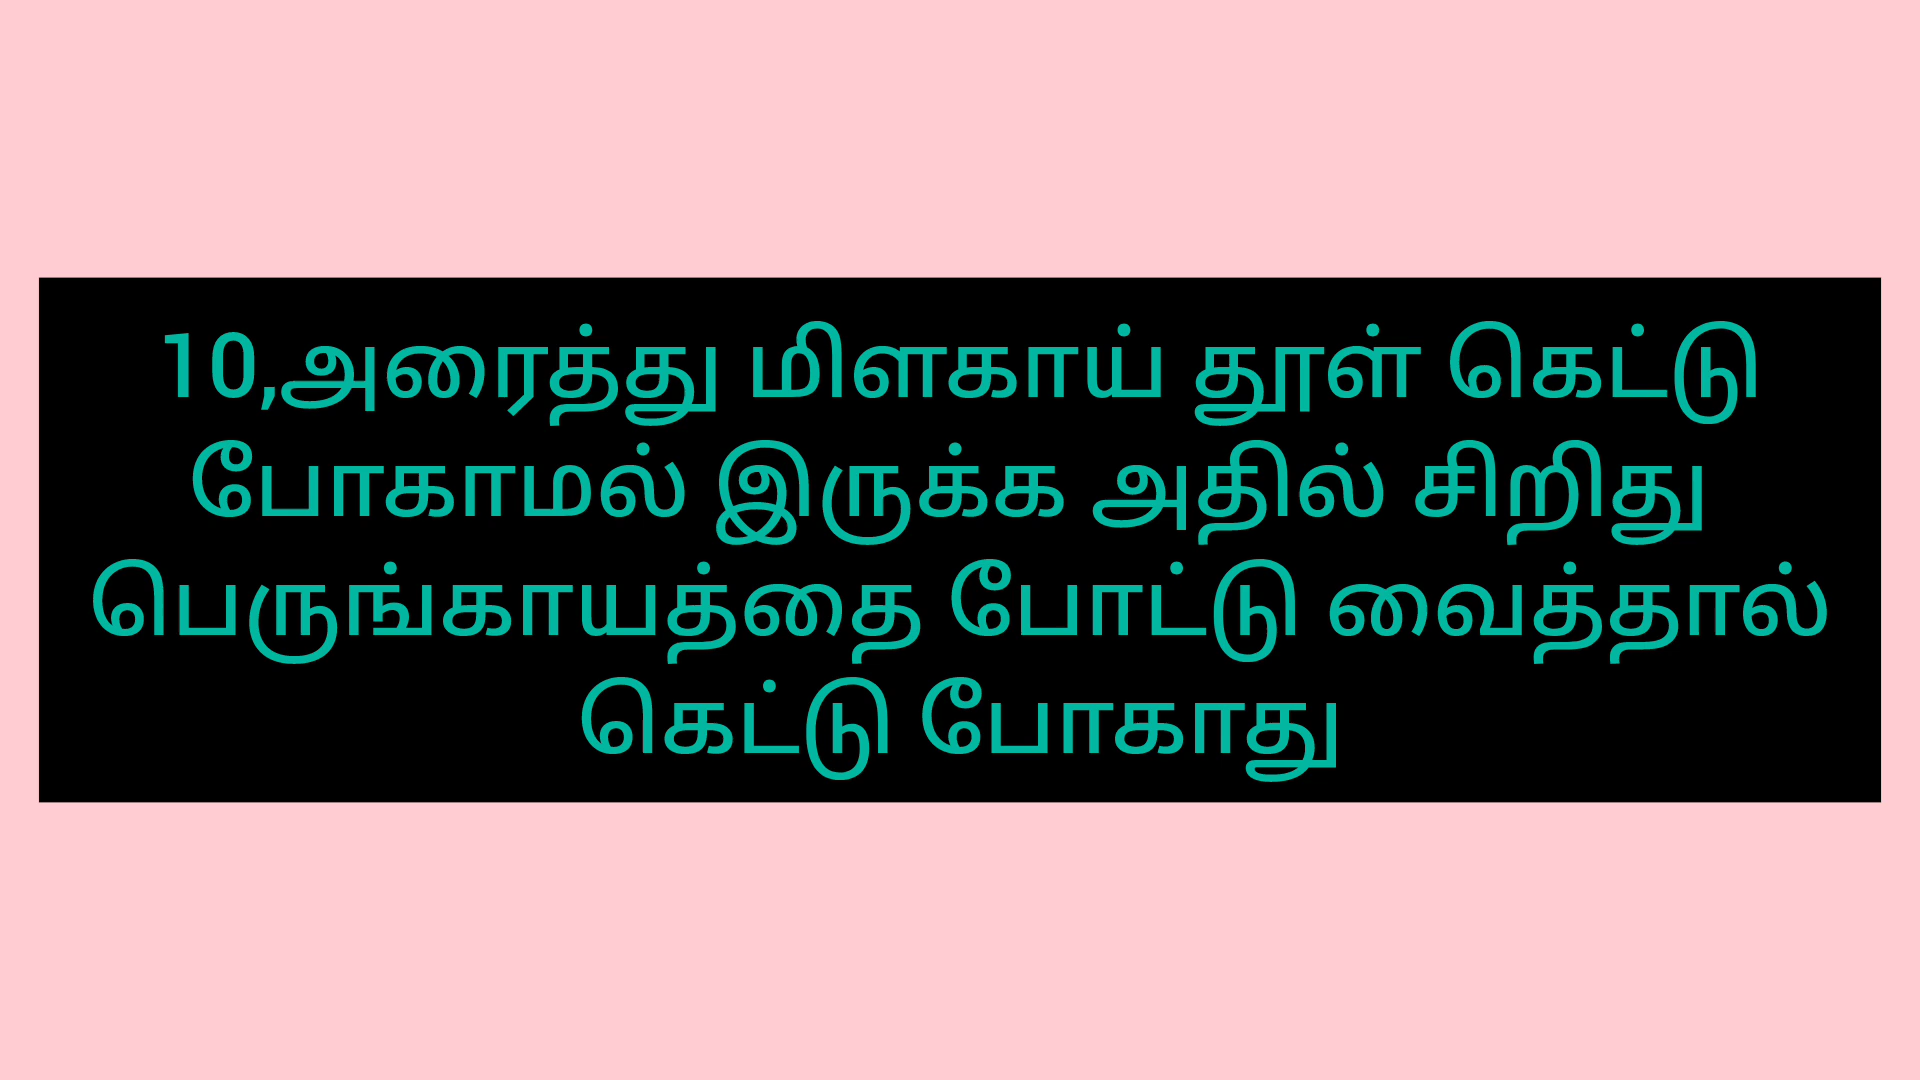 10,அரைத்து மிளகாய் தூள் கெட்டு
போகாமல் இருக்க அதில் சிறிது
பெருங்காயத்தை போட்டு வைத்தால்
கெட்டு போகாது